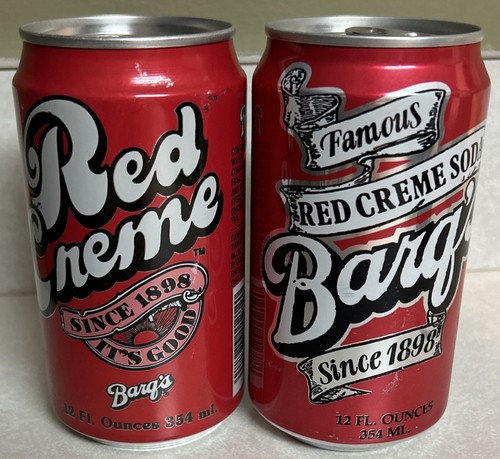 Red
Creme™
SINCE 1898
IT'S GOOD
Barq's
12 Fl. Ounces 354 ml.
Famous
RED CREME SODA
Barq's
Since 1898
12 FL. OUNCES
354 ML.